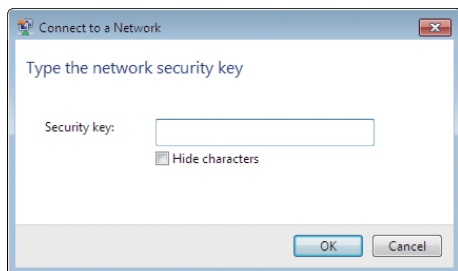 Connect to a Network
Type the network security key
Security key:
Hide characters
OK
Cancel